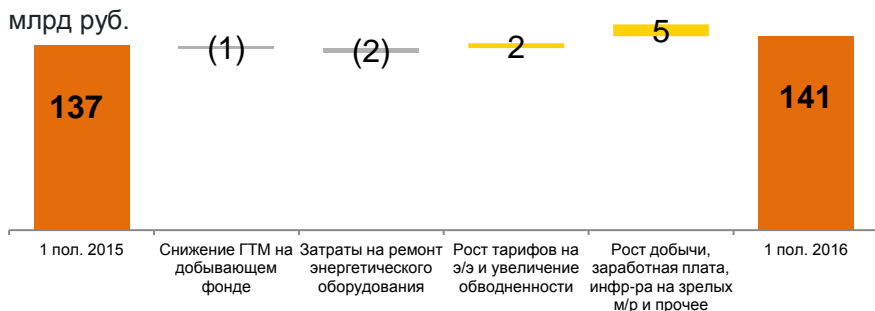 млрд руб.
137
(1)
(2)
2
5
141
1 пол. 2015
Снижение ГТМ на
добывающем
фонде
Затраты на ремонт
энергетического
оборудования
Рост тарифов на
э/э и увеличение
обводненности
Рост добычи,
заработная плата,
инфр-ра на зрелых
м/р и прочее
1 пол. 2016